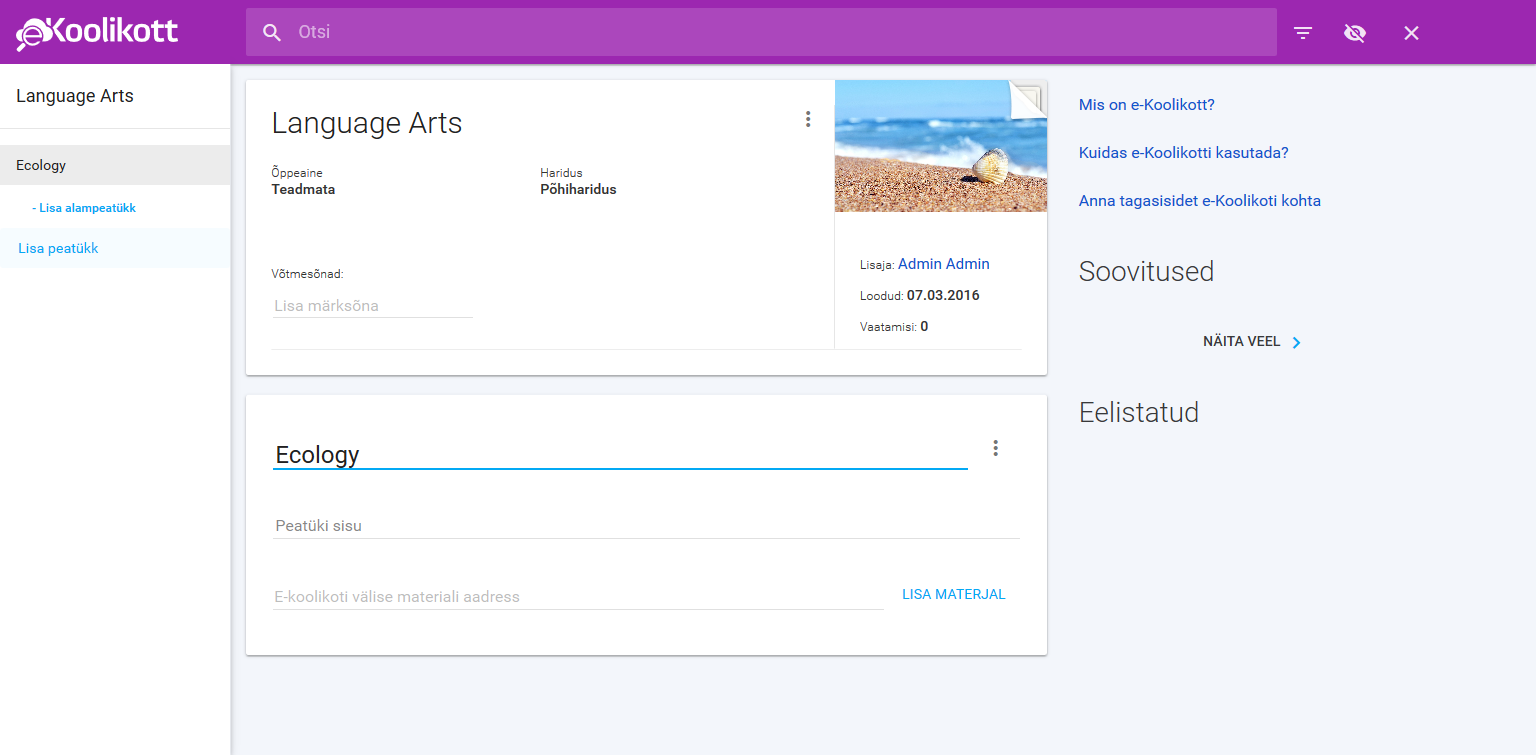 e-Koolikott
Otsi
Language Arts
Ecology
- Lisa alampeatükk
Lisa peatükk
Language Arts
Õppeaine
Teadmata
Haridus
Põhiharidus
Võtmesõnad:
Lisa märksõna
Lisaja: Admin Admin
Loodud: 07.03.2016
Vaatamisi: 0
Ecology
Peatüki sisu
E-koolikoti välise materiali aadress
LISA MATERJAL
Mis on e-Koolikott?
Kuidas e-Koolikotti kasutada?
Anna tagasisidet e-Koolikoti kohta
Soovitused
NÄITA VEEL
Eelistatud